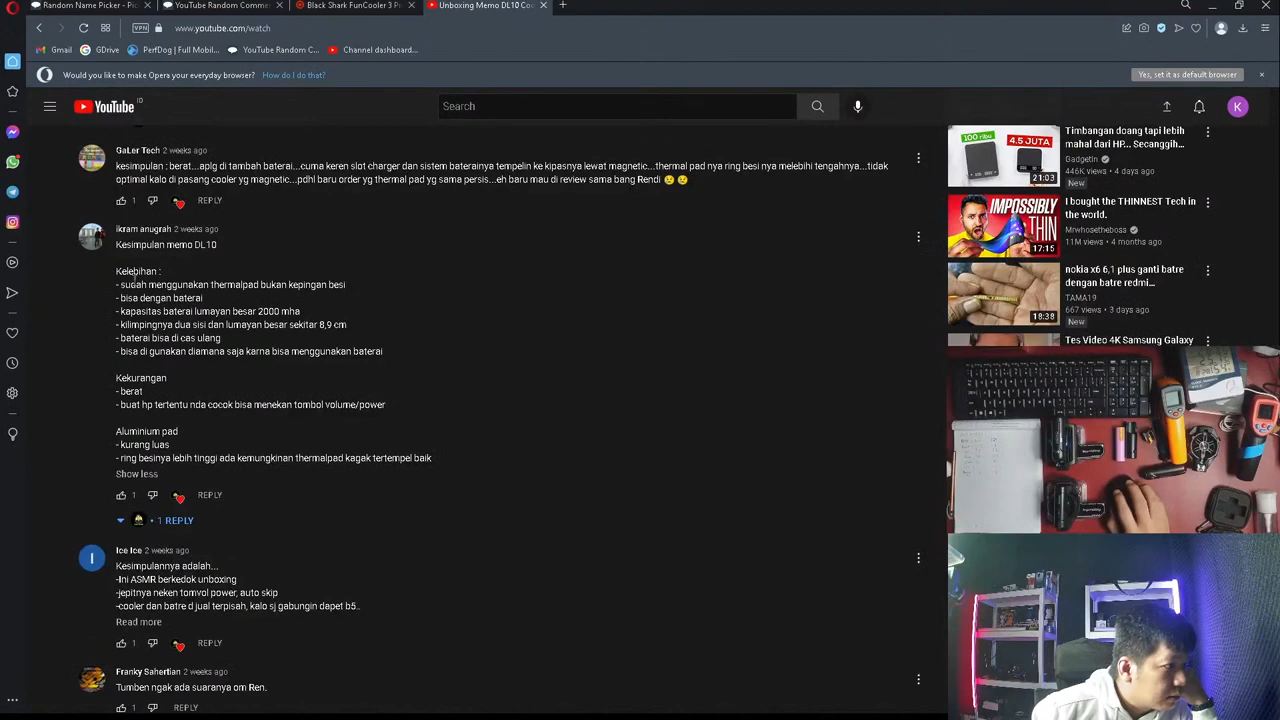 Random Name Picker - Pi
YouTube Random Comme
Black Shark FunCooler 3 P
Unboxing Memo DL10 Coo
VPN
www.youtube.com/watch
Gmail
GDrive
PerfDog | Full Mobil...
YouTube Random C...
Channel dashboard...
Would you like to make Opera your everyday browser?
How do I do that?
Yes, set it as default browser
YouTube ID
Search
K
GaLer Tech 2 weeks ago
kesimpulan : berat...aplg di tambah baterai...cuma keren slot charger dan sistem bateraìnya templin ke kipasnya lewat magnetic...thermal pad nya ring besi nya melebihi tengahnya...tidak
optimal kalo di pasang cooler yg magnetic...pdhl baru order yg thermal pad yg sama persis...eh baru mau di review sama bang Rendi 😢 😢
1 REPLY
ikram anugrah 2 weeks ago
Kesimpulan memo DL10
Kelebihan :
- sudah menggunakan thermalpad bukan kepingan besi
- bisa dengan baterai
- kapasitas baterai lumayan besar 2000 mha
- kilimpingnya dua sisi dan lumayan besar sekitar 8,9 cm
- baterai bisa di cas ulang
- bisa di gunakan diamana saja karna bisa menggunakan baterai
Kekurangan
- berat
- buat hp tertentu nda cocok bisa menekan tombol volume/power
Aluminium pad
- kurang luas
- ring besinya lebih tinggi ada kemungkinan thermalpad kagak tertempel baik
Show less
1 REPLY
• 1 REPLY
I
Ice Ice 2 weeks ago
Kesimpulannya adalah...
-Ini ASMR berkedok unboxing
-jepitnya neken tomvol power, auto skip
-cooler dan batre d jual terpisah, kalo sj gabungin dapet b5..
Read more
1 REPLY
Franky Sahertian 2 weeks ago
Tumben ngak ada suaranya om Ren.
1 REPLY
100 ribu
4.5 JUTA
21:03
Timbangan doang tapi lebih
mahal dari HP... Secanggih...
GadgetIn
446K views • 4 days ago
New
IMPOSSIBLY
THIN
17:15
I bought the THINNEST Tech in
the world.
Mrwhosetheboss
11M views • 4 months ago
18:38
nokia x6 6,1 plus ganti batre
dengan batre redmi...
TAMA19
667 views • 3 days ago
New
Tes Video 4K Samsung Galaxy